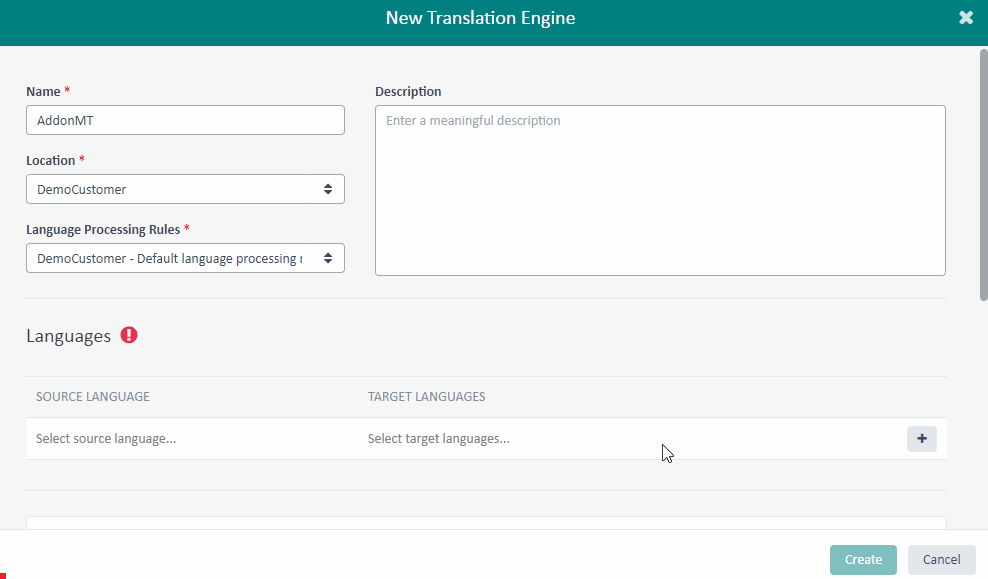 New Translation Engine
Name *
Description
AddonMT
Enter a meaningful description
Location *
DemoCustomer
Language Processing Rules *
DemoCustomer - Default language processing r
Languages
SOURCE LANGUAGE
TARGET LANGUAGES
Select source language...
Select target languages...
Create
Cancel